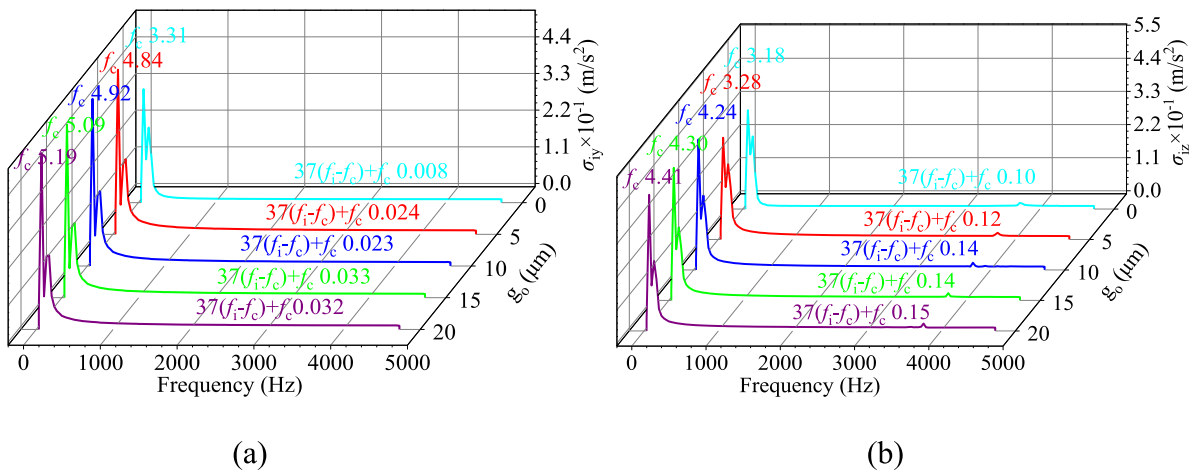 4.4
3.3
2.2
1.1
0.0
σiy×10⁻¹ (m/s²)
fc 3.31
fc 4.84
fc 4.92
fc 5.09
fc 5.19
37(fi-fc)+fc 0.008
37(fi-fc)+fc 0.024
37(fi-fc)+fc 0.023
37(fi-fc)+fc 0.033
37(fi-fc)+fc 0.032
0
5
10
15
20
go (μm)
0 1000 2000 3000 4000 5000
Frequency (Hz)
(a)
5.5
4.4
3.3
2.2
1.1
0.0
σiz×10⁻¹ (m/s²)
fc 3.18
fc 3.28
fc 4.24
fc 4.30
fc 4.41
37(fi-fc)+fc 0.10
37(fi-fc)+fc 0.12
37(fi-fc)+fc 0.14
37(fi-fc)+fc 0.14
37(fi-fc)+fc 0.15
0
5
10
15
20
go (μm)
0 1000 2000 3000 4000 5000
Frequency (Hz)
(b)